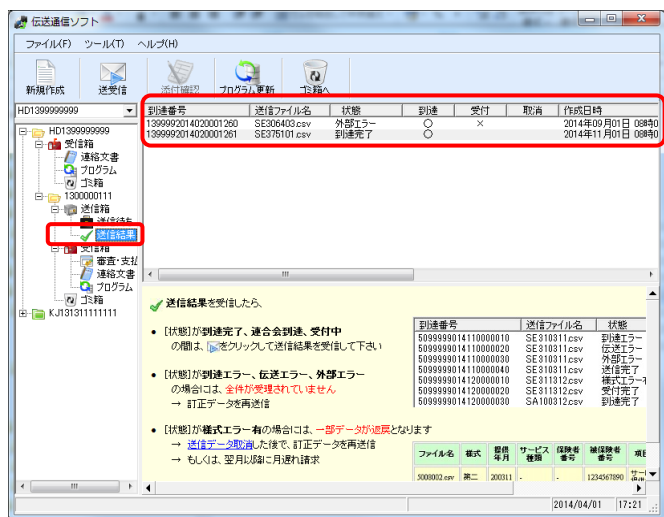 伝送通信ソフト
ファイル(F) ツール(T) ヘルプ(H)
新規作成 送受信 添付確認 プログラム更新 ゴミ箱へ
HD1399999999
到達番号 送信ファイル名 状態 到達 受付 取消 作成日時
1399992014020001260 SE306403.csv 外部エラー ○ × 2014年09月01日 08時0
1399992014020001261 SE375101.csv 到達完了 ○ 2014年11月01日 08時0
HD1399999999
受信箱
連絡文書
プログラム
ゴミ箱
1300000111
送信箱
送信待ち
送信結果
受信箱
審査・支払
連絡文書
プログラム
ゴミ箱
KJ131311111111
送信結果を受信したら、
• [状態]が到達完了、連合会到達、受付中
の間は、をクリックして送信結果を受信して下さい
• [状態]が到達エラー、伝送エラー、外部エラー
の場合には、全件が受理されていません
→ 訂正データを再送信
• [状態]が様式エラー有の場合には、一部データが返戻となります
→ 送信データ取消した後で、訂正データを再送信
→ もしくは、翌月以降に月遅れ請求
到達番号 送信ファイル名 状態
5099999014110000010 SE310311.csv 到達エラー
5099999014110000020 SE310311.csv 伝送エラー
5099999014110000030 SE310311.csv 外部エラー
5099999014110000040 SE310311.csv 送信完了
5099999014120000010 SE311312.csv 様式エラー
5099999014120000020 SE311312.csv 受付完了
5099999014120000030 SA100312.csv 到達完了
ファイル名 様式 提供年月 サービス種類 保険者番号 被保険者番号 項目
5008002.csv 第二 200311 - - 1234567890 サー
2014/04/01 17:21